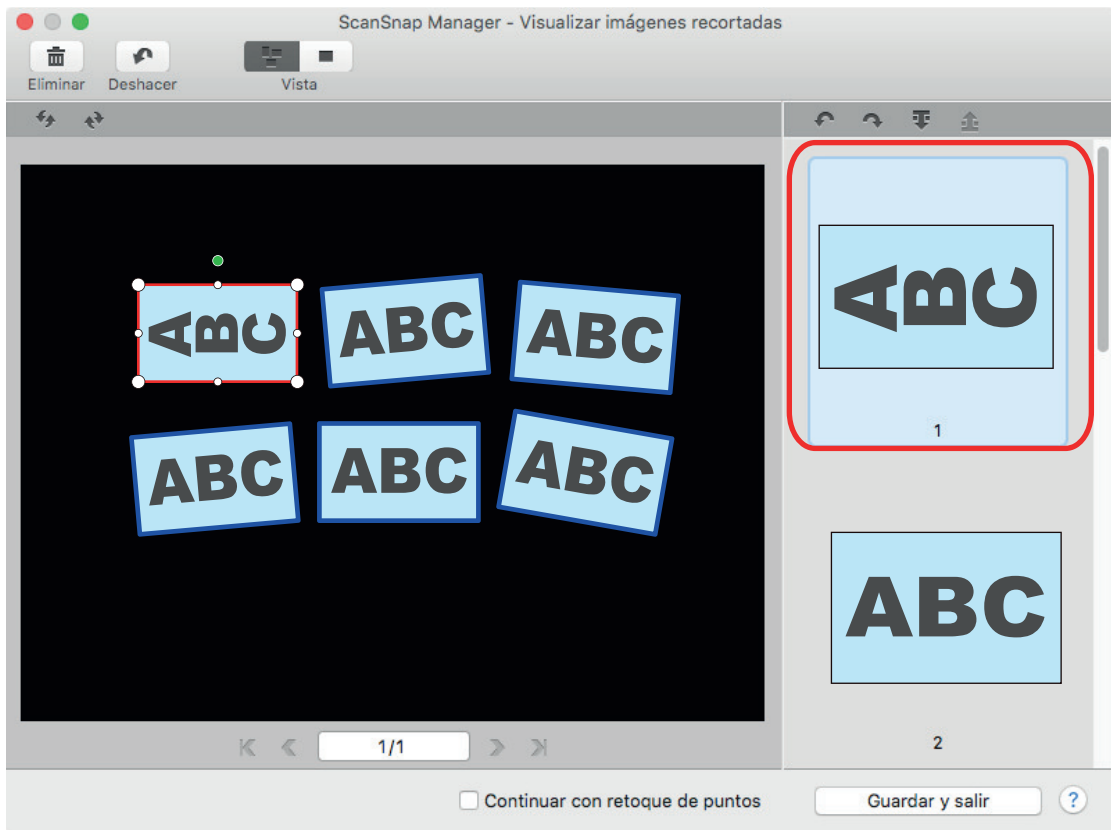 ScanSnap Manager - Visualizar imágenes recortadas
Eliminar Deshacer Vista
ABC ABC ABC
ABC ABC ABC
ABC
1
ABC
2
1/1
Continuar con retoque de puntos Guardar y salir ?